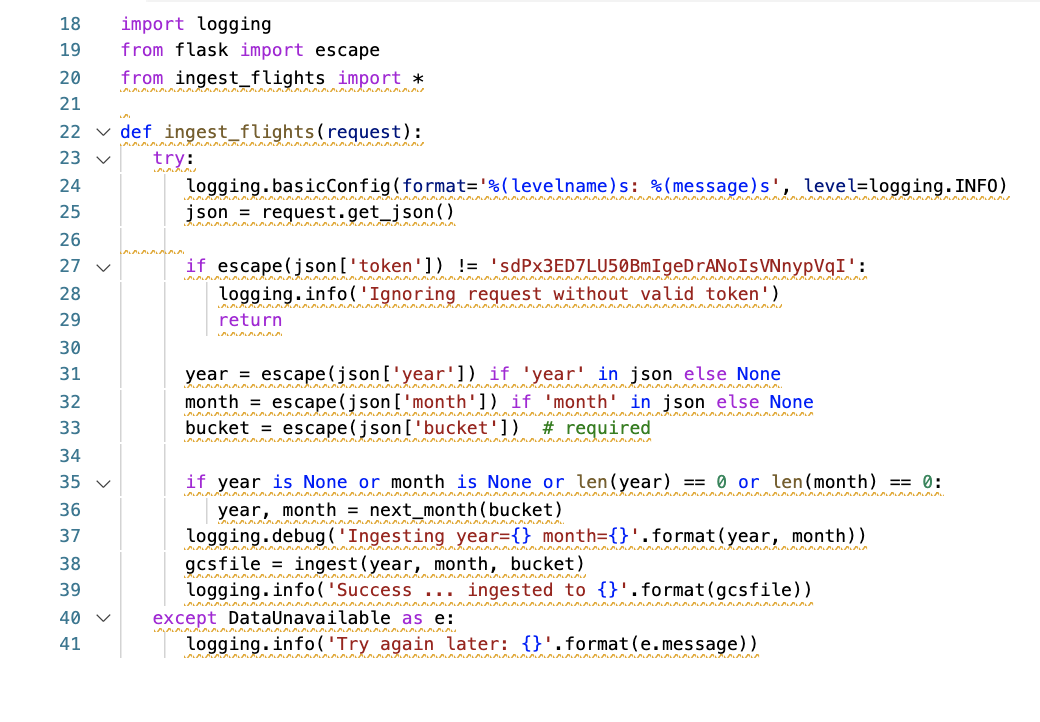 18 import logging
19 from flask import escape
20 from ingest_flights import *
21
22 def ingest_flights(request):
23 try:
24 logging.basicConfig(format='%(levelname)s: %(message)s', level=logging.INFO)
25 json = request.get_json()
26
27 if escape(json['token']) != 'sdPx3ED7LU50BmIgeDrANoIsVNnypVqI':
28 logging.info('Ignoring request without valid token')
29 return
30
31 year = escape(json['year']) if 'year' in json else None
32 month = escape(json['month']) if 'month' in json else None
33 bucket = escape(json['bucket']) # required
34
35 if year is None or month is None or len(year) == 0 or len(month) == 0:
36 year, month = next_month(bucket)
37 logging.debug('Ingesting year={} month={}'.format(year, month))
38 gcsfile = ingest(year, month, bucket)
39 logging.info('Success ... ingested to {}'.format(gcsfile))
40 except DataUnavailable as e:
41 logging.info('Try again later: {}'.format(e.message))